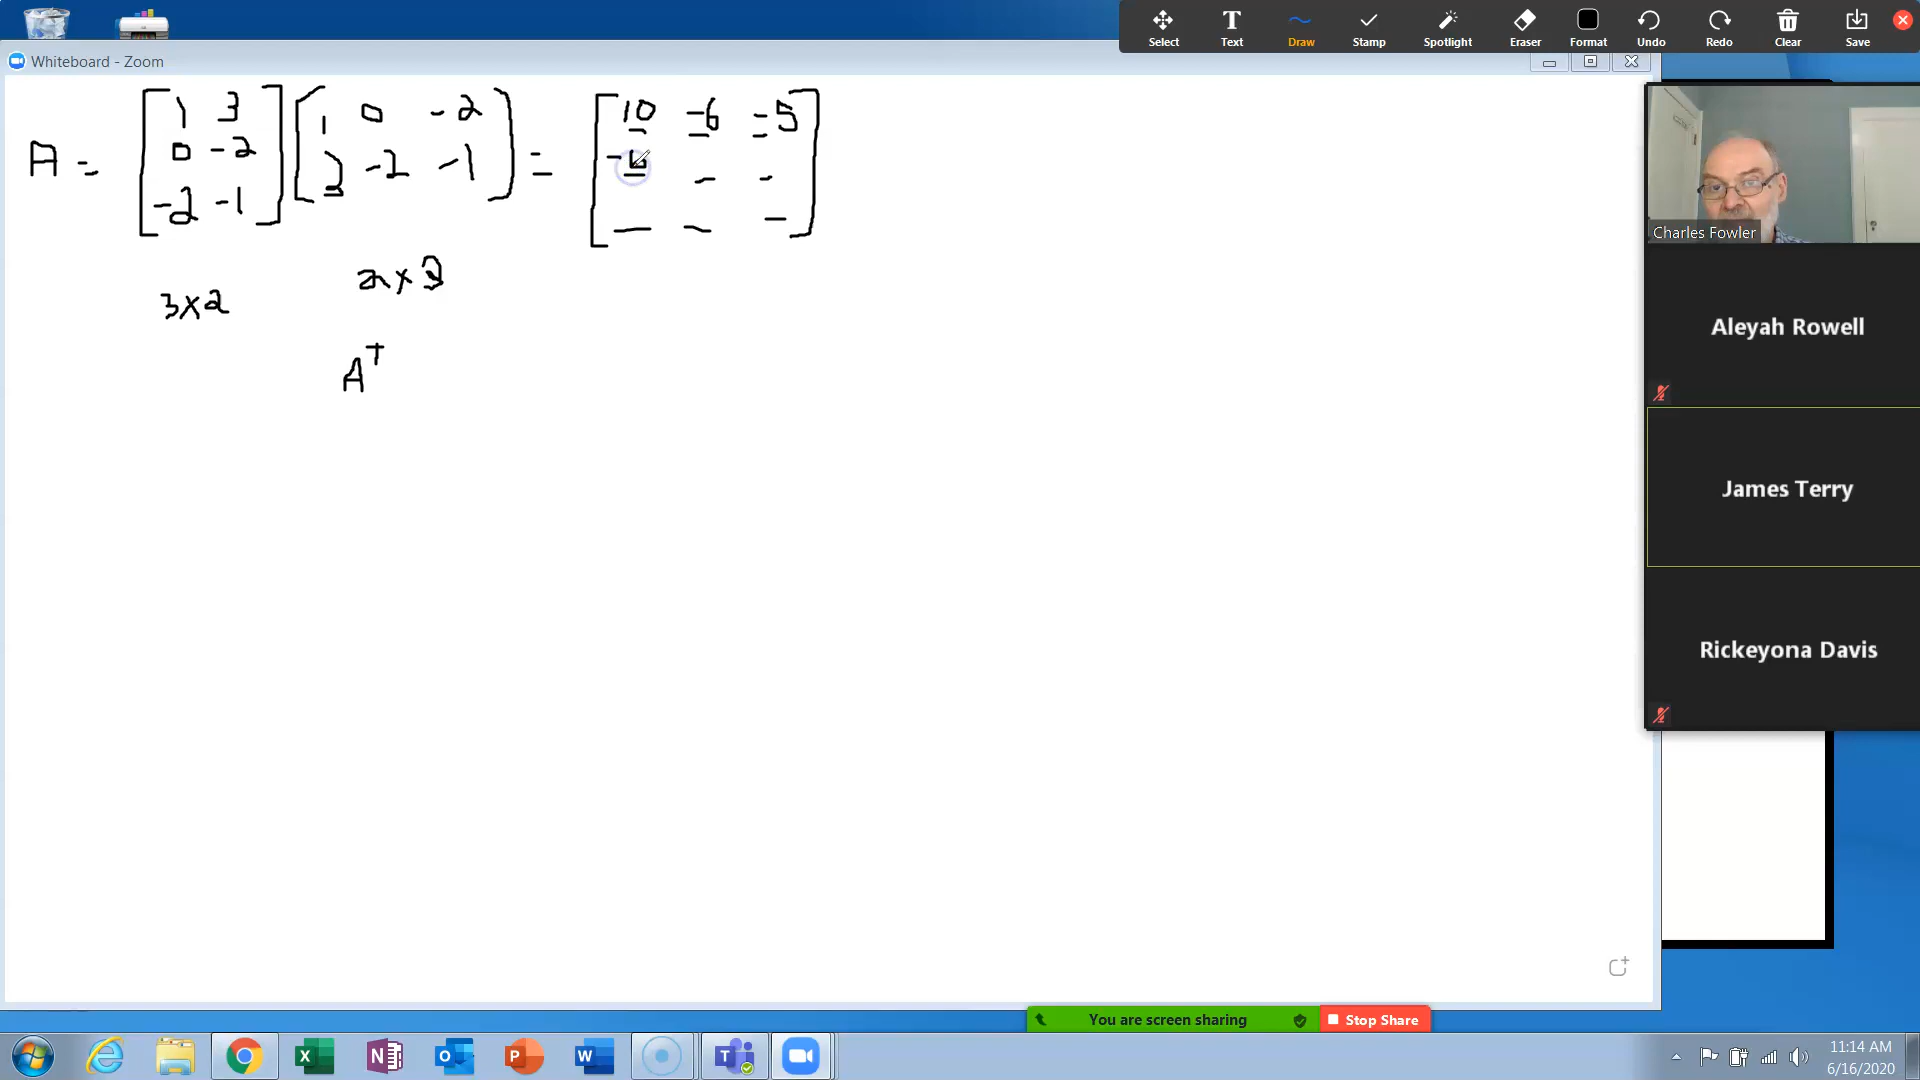 Select Text Draw Stamp Spotlight Eraser Format Undo Redo Clear Save
Whiteboard - Zoom
A = [1 3] [1 0 -2] = [10 -6 -5]
[0 -2] [3 -2 -1] [-6 _ _]
[-2 -1] [_ _ _]
3x2 2x3
A^T
Charles Fowler
Aleyah Rowell
James Terry
Rickeyona Davis
You are screen sharing Stop Share
11:14 AM
6/16/2020